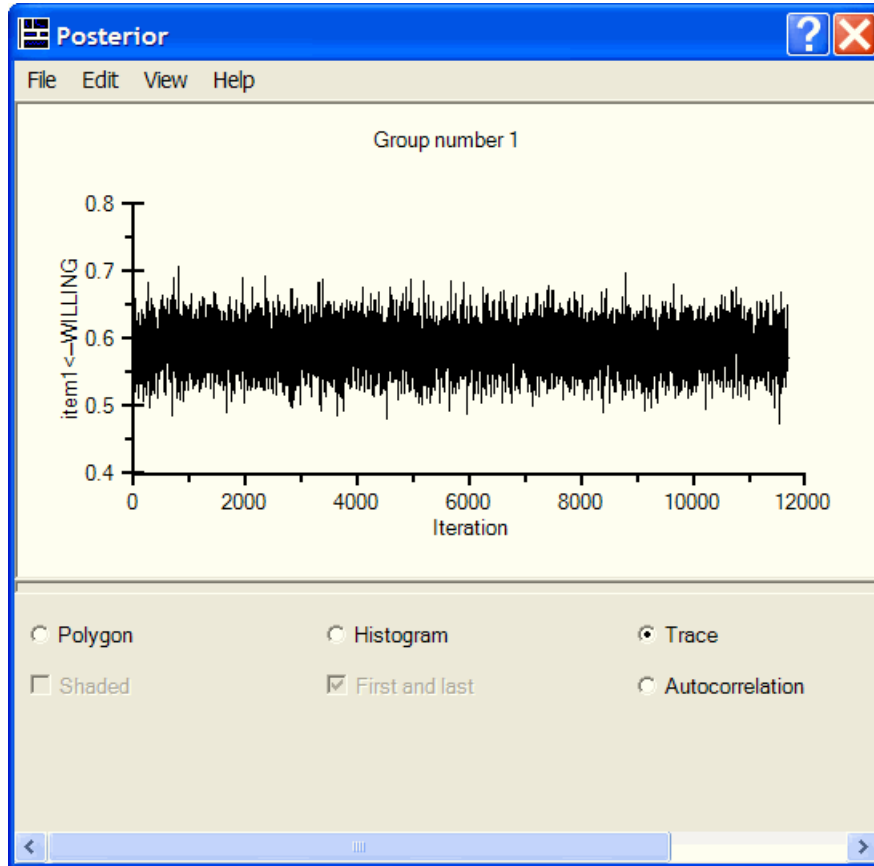 Posterior
File Edit View Help
Group number 1
0.8
0.7
0.6
0.5
0.4
item1<--WILLING
0 2000 4000 6000 8000 10000 12000
Iteration
Polygon Histogram Trace
Shaded First and last Autocorrelation